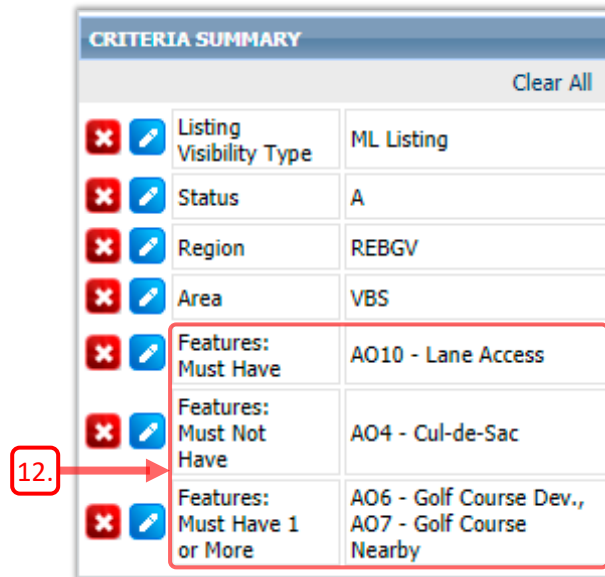 CRITERIA SUMMARY
Clear All
Listing
Visibility Type
ML Listing
Status
A
Region
REBGV
Area
VBS
Features:
Must Have
AO10 - Lane Access
Features:
Must Not
Have
AO4 - Cul-de-Sac
12.
Features:
Must Have 1
or More
AO6 - Golf Course Dev.,
AO7 - Golf Course
Nearby